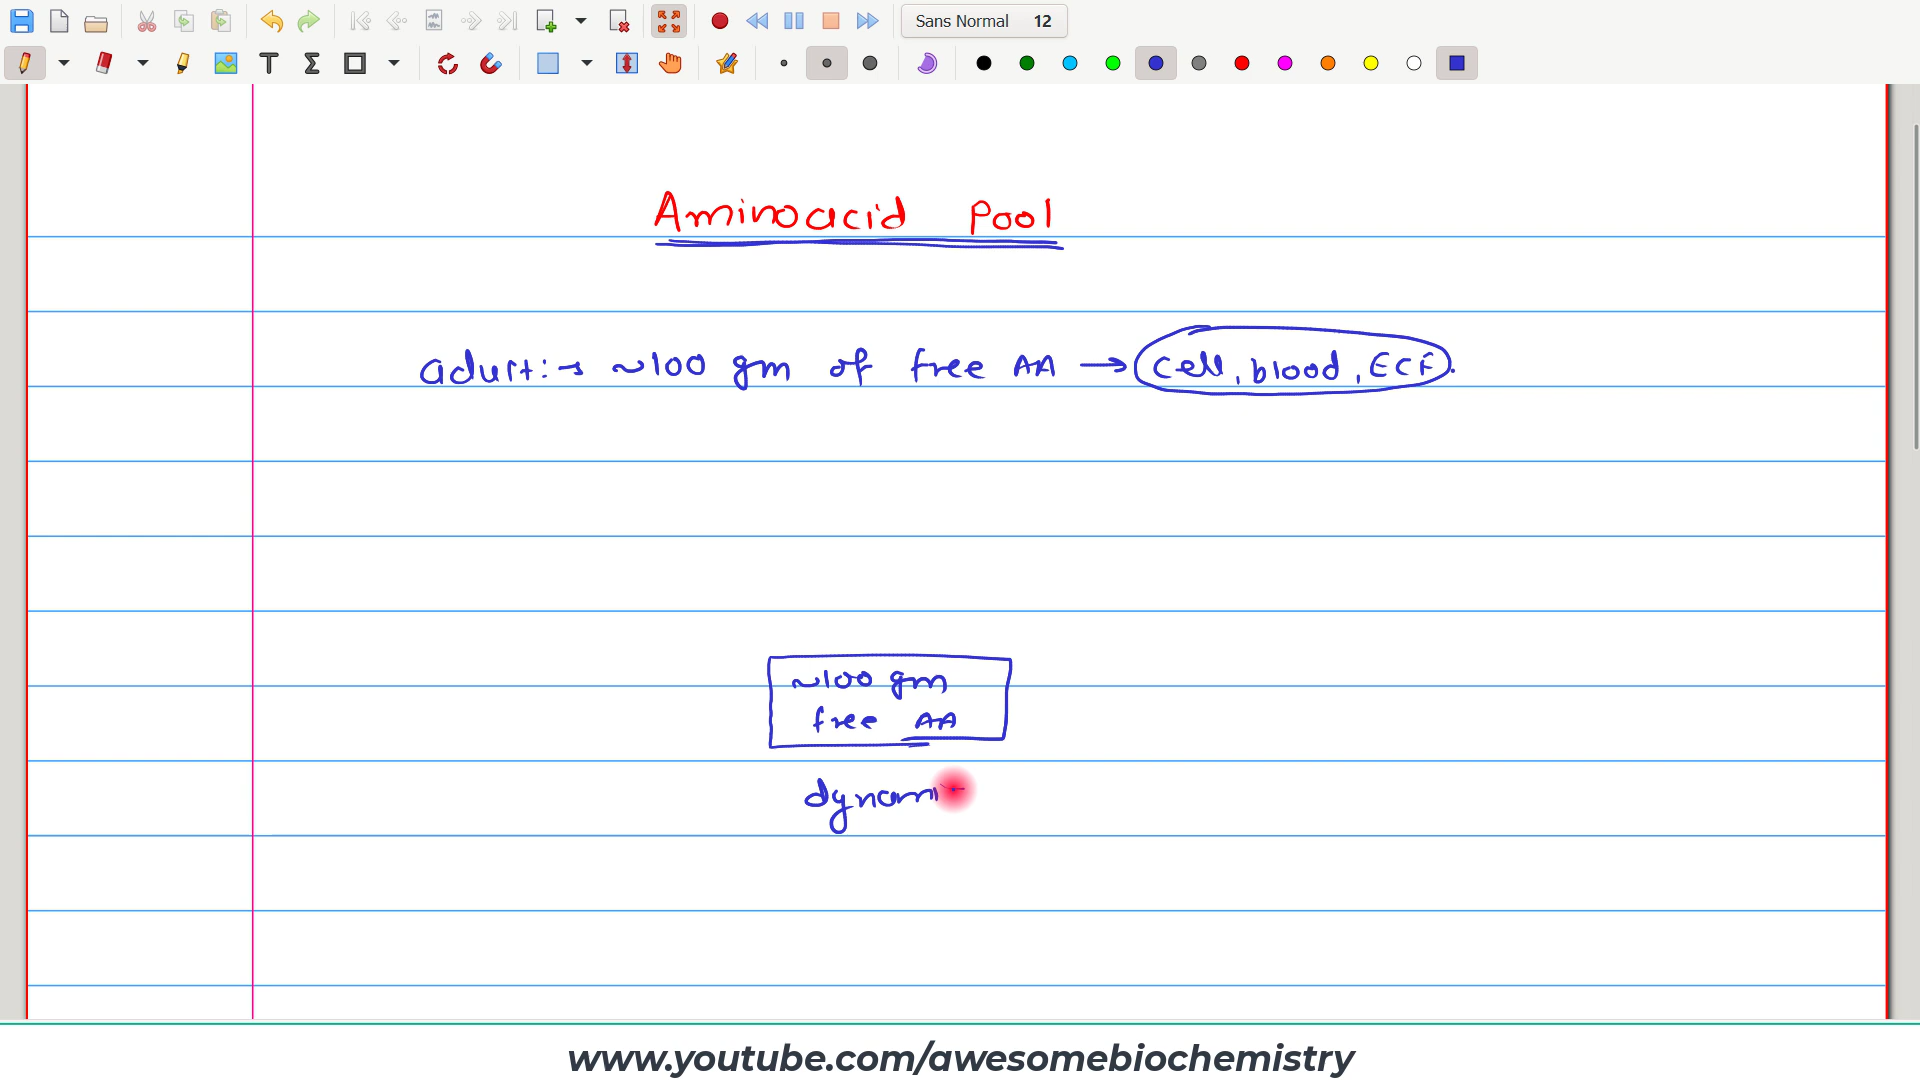 Sans Normal 12
Aminoacid Pool
adult :→ ~100 gm of free AA → cell, blood, ECF.
~100 gm
free AA
dynami
www.youtube.com/awesomebiochemistry